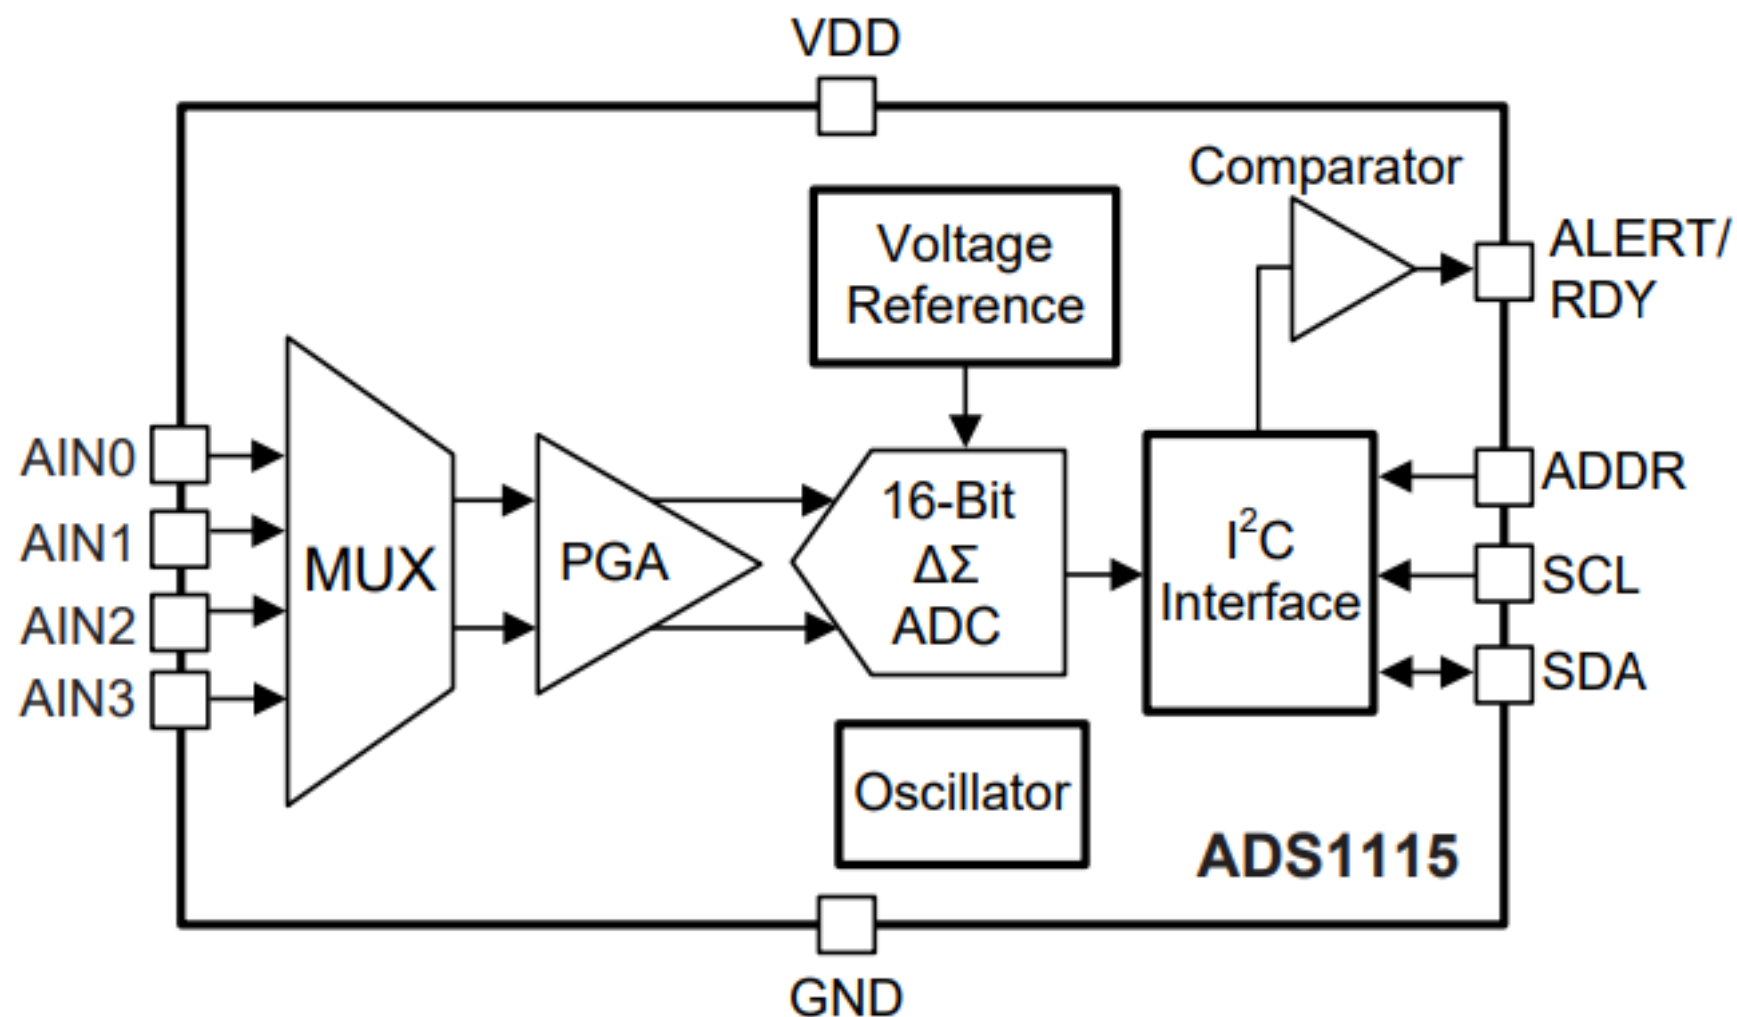 VDD
Comparator
Voltage
Reference
ALERT/
RDY
AIN0
AIN1
AIN2
AIN3
MUX
PGA
16-Bit
ΔΣ
ADC
I²C
Interface
ADDR
SCL
SDA
Oscillator
ADS1115
GND